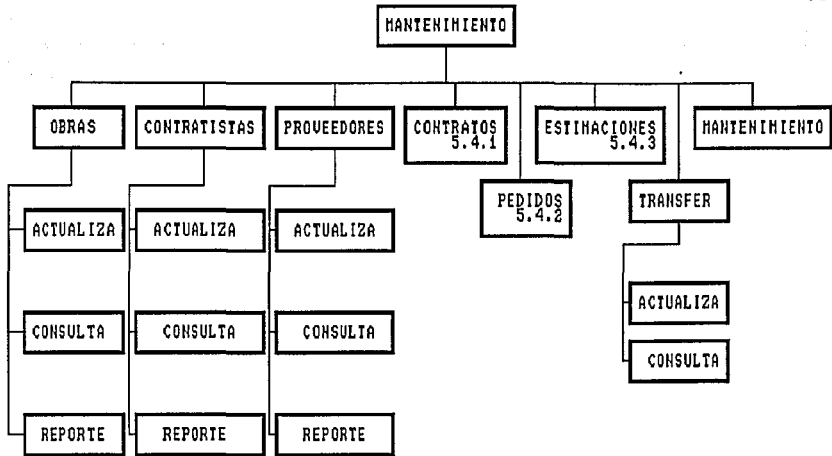 MANTENIMIENTO
OBRAS
CONTRATISTAS
PROVEEDORES
CONTRATOS
5.4.1
ESTIMACIONES
5.4.3
MANTENIMIENTO
PEDIDOS
5.4.2
TRANSFER
ACTUALIZA
ACTUALIZA
ACTUALIZA
ACTUALIZA
CONSULTA
CONSULTA
CONSULTA
CONSULTA
REPORTE
REPORTE
REPORTE